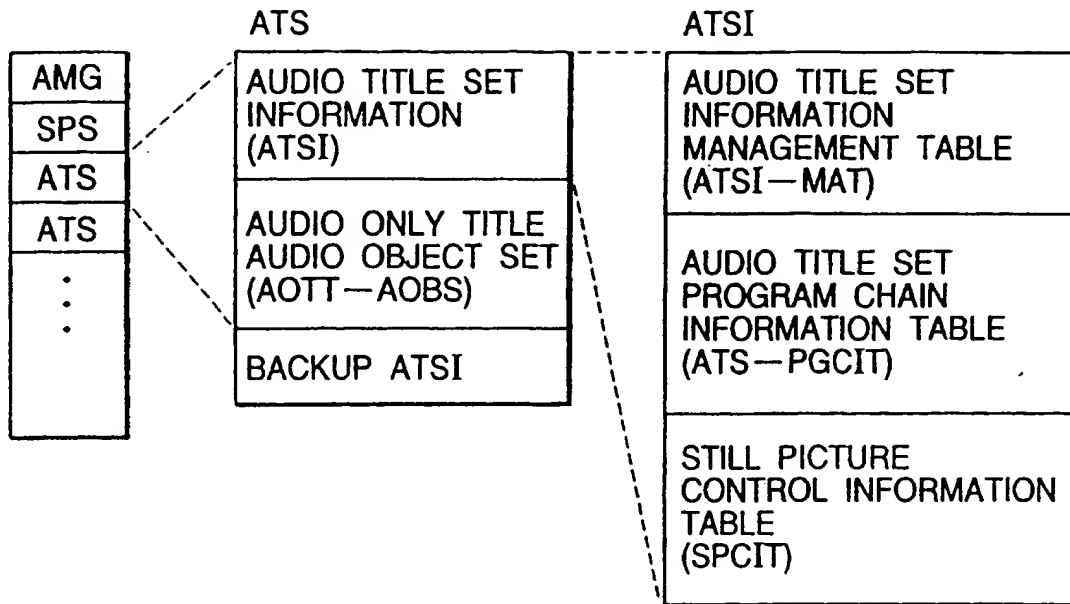 AMG
SPS
ATS
ATS
ATS
AUDIO TITLE SET
INFORMATION
(ATSI)
AUDIO ONLY TITLE
AUDIO OBJECT SET
(AOTT—AOBS)
BACKUP ATSI
ATSI
AUDIO TITLE SET
INFORMATION
MANAGEMENT TABLE
(ATSI—MAT)
AUDIO TITLE SET
PROGRAM CHAIN
INFORMATION TABLE
(ATS—PGCIT)
STILL PICTURE
CONTROL INFORMATION
TABLE
(SPCIT)